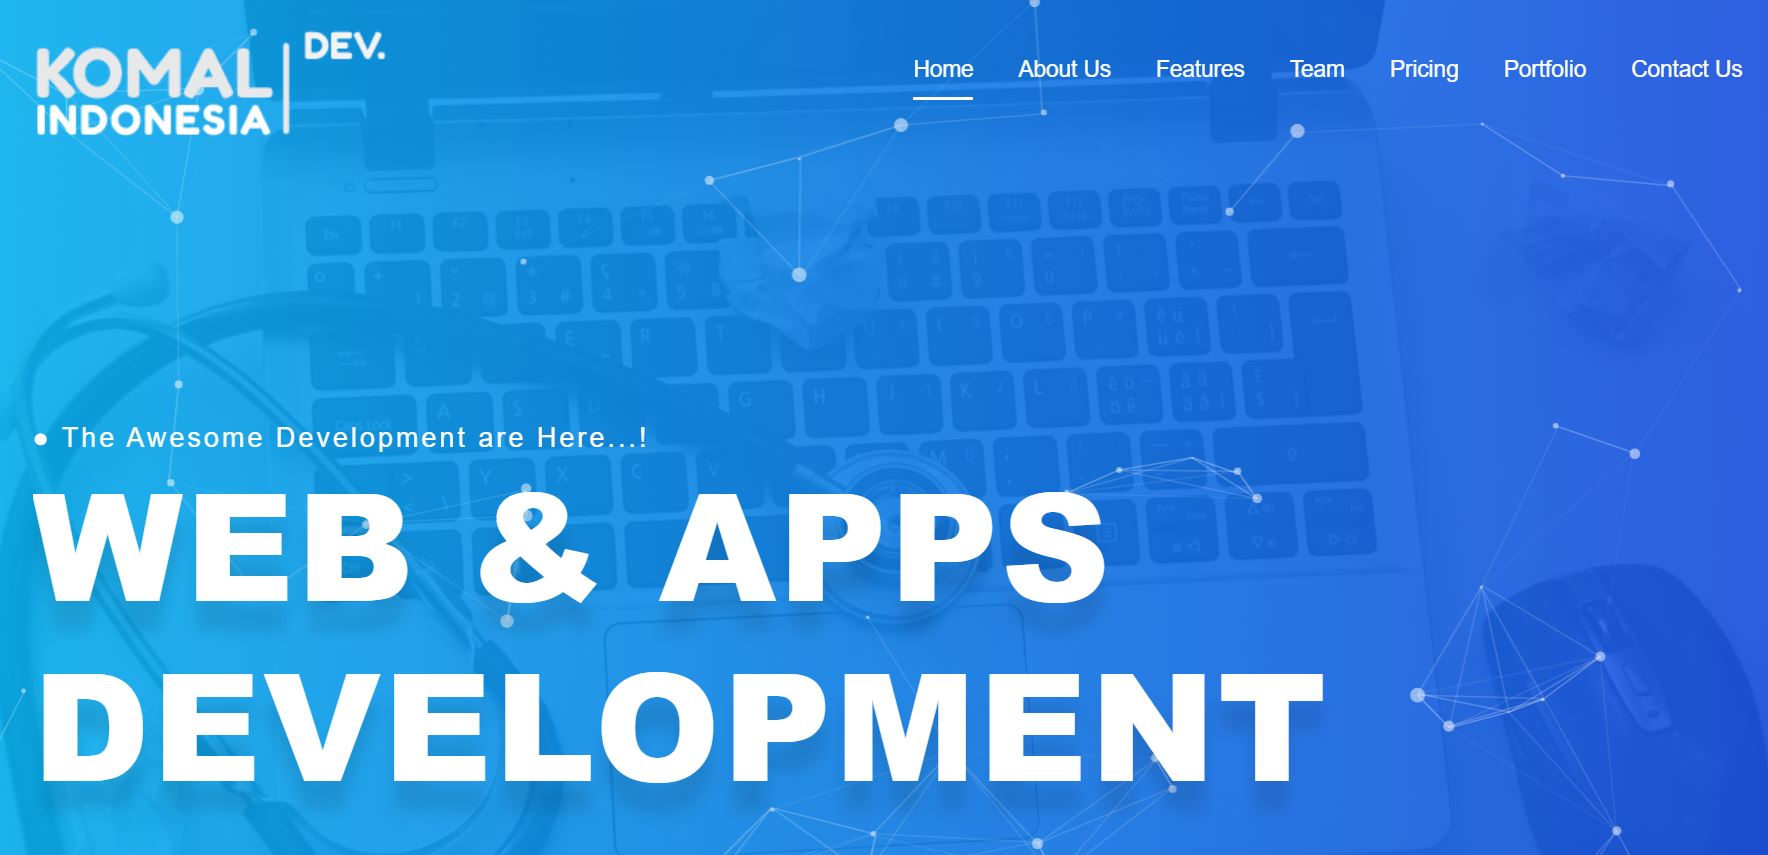 KOMAL INDONESIA
DEV.
Home About Us Features Team Pricing Portfolio Contact Us
• The Awesome Development are Here...!
WEB & APPS
DEVELOPMENT